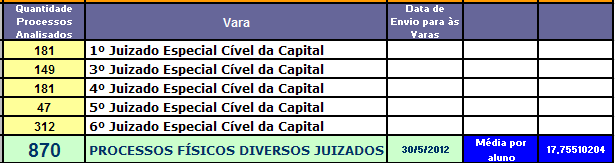 Quantidade Processos Analisados
Vara
Data de Envio para às Varas
181 1º Juizado Especial Cível da Capital
149 3º Juizado Especial Cível da Capital
181 4º Juizado Especial Cível da Capital
47 5º Juizado Especial Cível da Capital
312 6º Juizado Especial Cível da Capital
870 PROCESSOS FÍSICOS DIVERSOS JUIZADOS 30/5/2012 Média por aluno 17,75510204